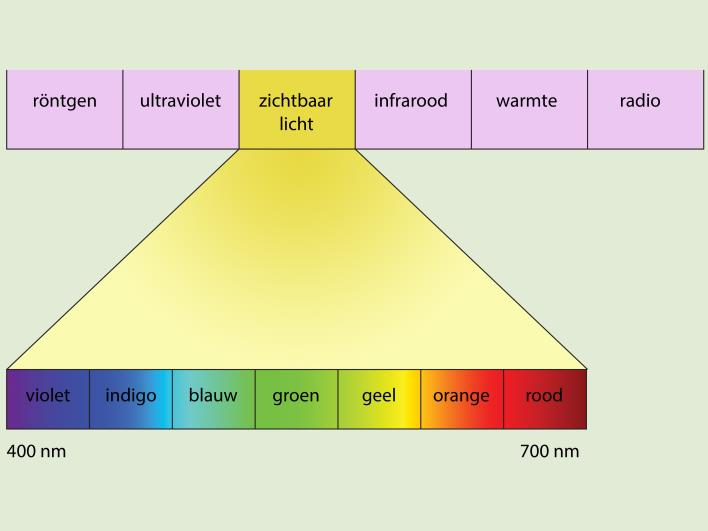 röntgen ultraviolet zichtbaar infrarood warmte radio
licht
violet indigo blauw groen geel orange rood
400 nm 700 nm